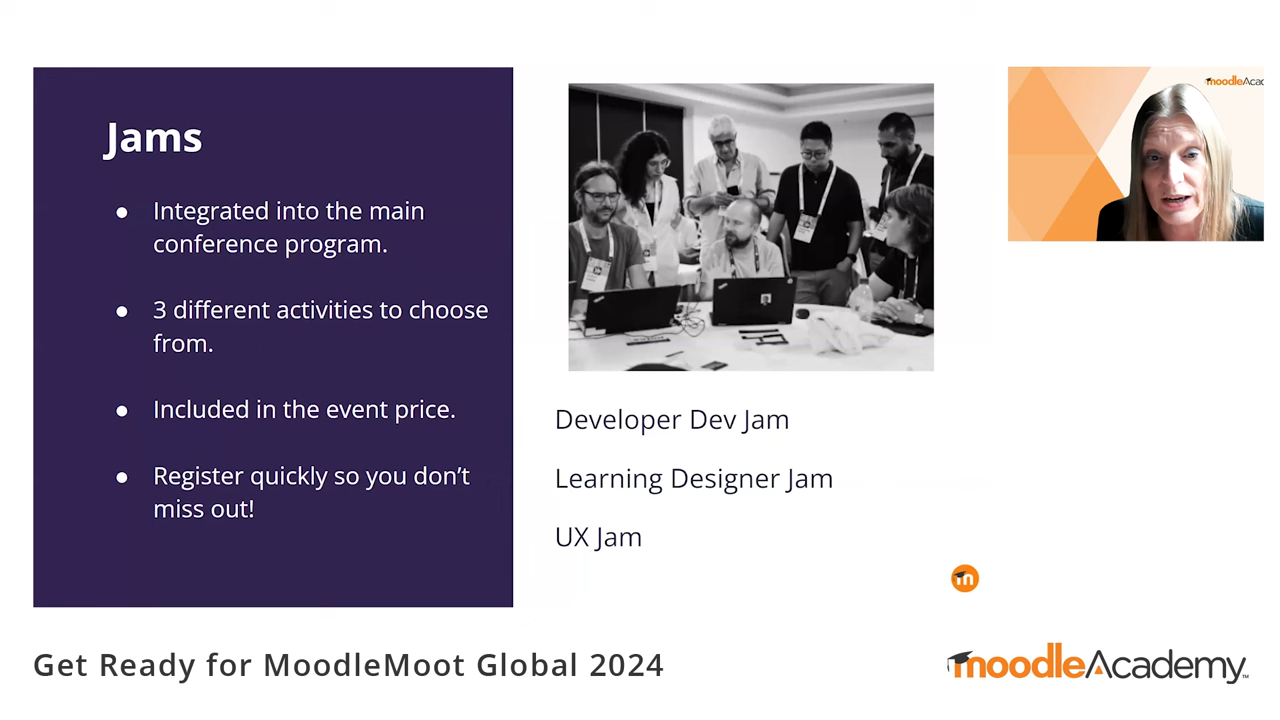 Jams
● Integrated into the main
conference program.
● 3 different activities to choose
from.
● Included in the event price.
● Register quickly so you don't
miss out!
moodleAcad
Developer Dev Jam
Learning Designer Jam
UX Jam
m
Get Ready for MoodleMoot Global 2024
moodleAcademy™